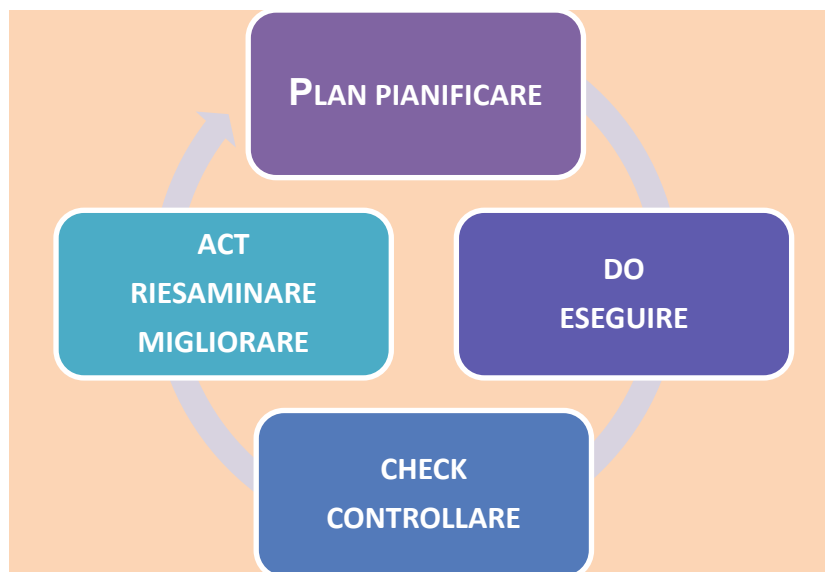 PLAN PIANIFICARE
DO
ESEGUIRE
CHECK
CONTROLLARE
ACT
RIESAMINARE
MIGLIORARE